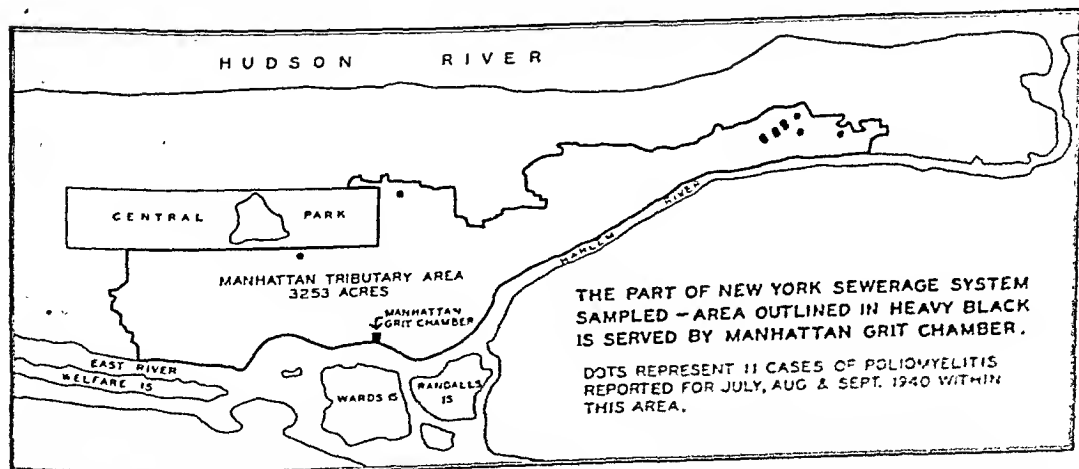 HUDSON RIVER
CENTRAL PARK
MANHATTAN TRIBUTARY AREA
3253 ACRES
MANHATTAN
GRIT CHAMBER
HARLEM RIVER
EAST RIVER
WELFARE IS
WARDS IS
RANDALLS
IS
THE PART OF NEW YORK SEWERAGE SYSTEM
SAMPLED – AREA OUTLINED IN HEAVY BLACK
IS SERVED BY MANHATTAN GRIT CHAMBER.
DOTS REPRESENT 11 CASES OF POLIOMYELITIS
REPORTED FOR JULY, AUG & SEPT. 1940 WITHIN
THIS AREA.